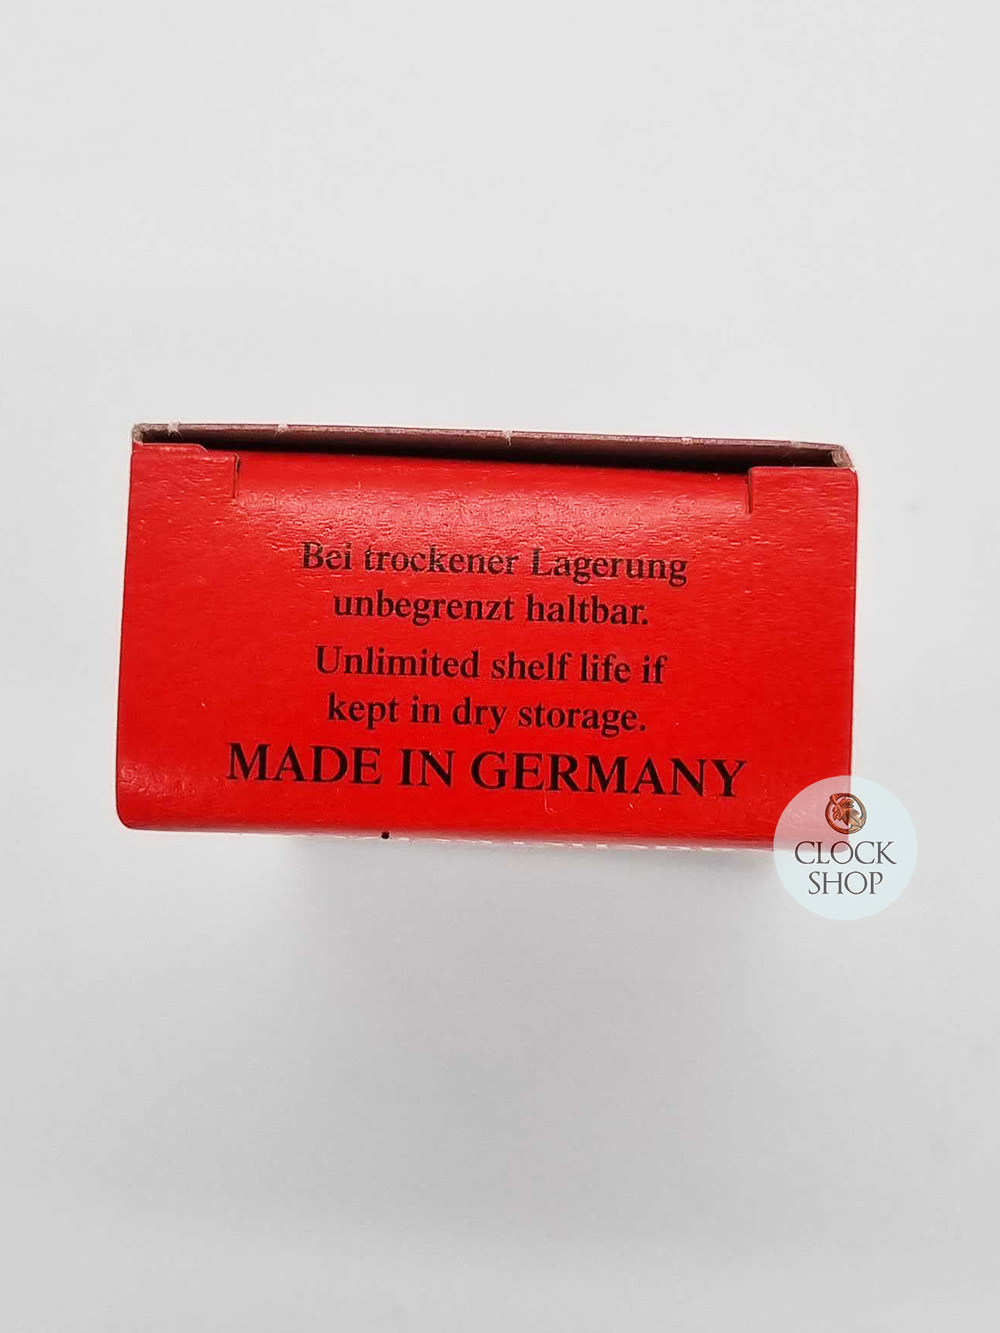 Bei trockener Lagerung
unbegrenzt haltbar.
Unlimited shelf life if
kept in dry storage.
MADE IN GERMANY
CLOCK
SHOP